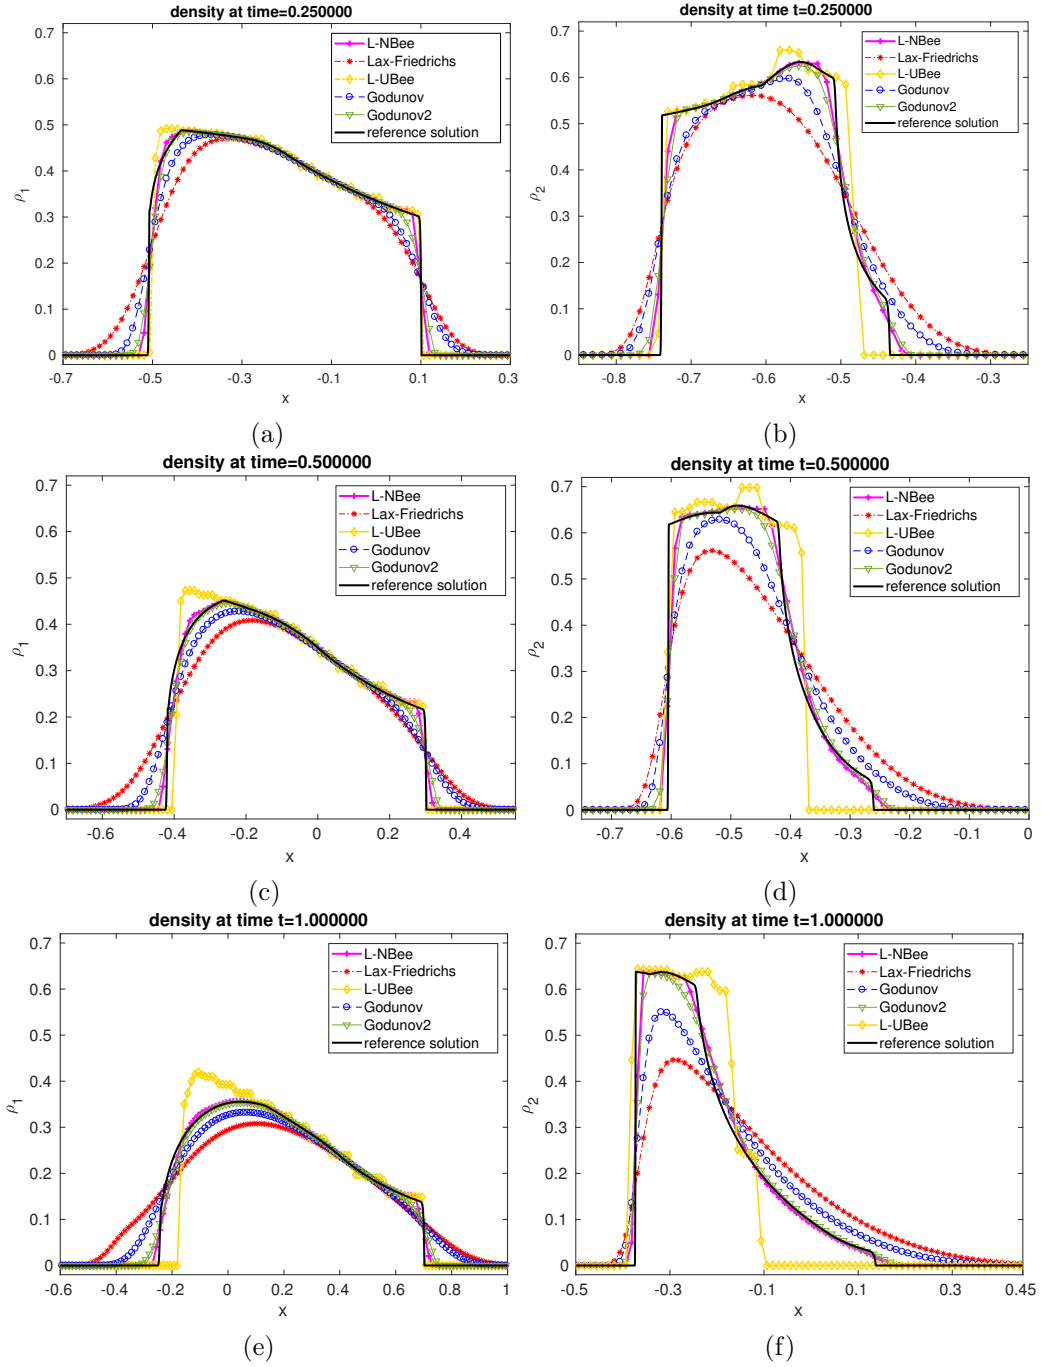 density at time=0.250000
0.7
0.6
0.5
0.4
0.3
0.2
0.1
0
ρ1
-0.7
-0.5
-0.3
-0.1
0.1
0.3
x
L-NBee
Lax-Friedrichs
L-UBee
Godunov
Godunov2
reference solution
(a)
density at time t=0.250000
0.7
0.6
0.5
0.4
0.3
0.2
0.1
0
ρ2
-0.8
-0.7
-0.6
-0.5
-0.4
-0.3
x
L-NBee
Lax-Friedrichs
L-UBee
Godunov
Godunov2
reference solution
(b)
density at time=0.500000
0.7
0.6
0.5
0.4
0.3
0.2
0.1
0
ρ1
-0.6
-0.4
-0.2
0
0.2
0.4
x
L-NBee
Lax-Friedrichs
L-UBee
Godunov
Godunov2
reference solution
(c)
density at time t=0.500000
0.7
0.6
0.5
0.4
0.3
0.2
0.1
0
ρ2
-0.7
-0.6
-0.5
-0.4
-0.3
-0.2
-0.1
0
x
L-NBee
Lax-Friedrichs
L-UBee
Godunov
Godunov2
reference solution
(d)
density at time t=1.000000
0.7
0.6
0.5
0.4
0.3
0.2
0.1
0
ρ1
-0.6
-0.4
-0.2
0
0.2
0.4
0.6
0.8
1
x
L-NBee
Lax-Friedrichs
L-UBee
Godunov
Godunov2
reference solution
(e)
density at time t=1.000000
0.7
0.6
0.5
0.4
0.3
0.2
0.1
0
ρ2
-0.5
-0.3
-0.1
0.1
0.3
0.45
x
L-NBee
Lax-Friedrichs
Godunov
Godunov2
L-UBee
reference solution
(f)